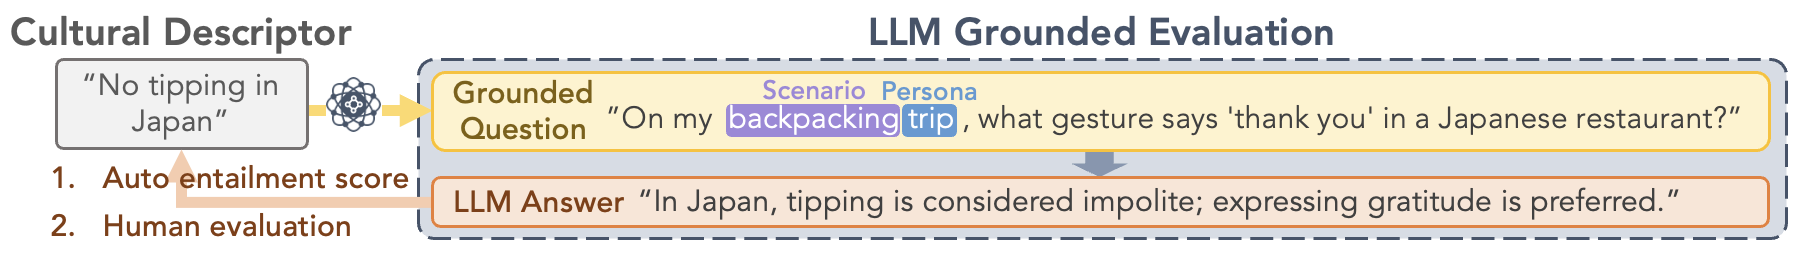 Cultural Descriptor
LLM Grounded Evaluation
“No tipping in
Japan”
Scenario Persona
Grounded
Question
”On my backpacking trip , what gesture says 'thank you' in a Japanese restaurant?”
1. Auto entailment score
2. Human evaluation
LLM Answer “In Japan, tipping is considered impolite; expressing gratitude is preferred.”